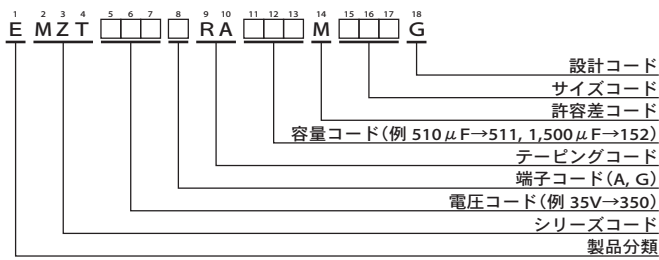 1 2 3 4 5 6 7 8 9 10 11 12 13 14 15 16 17 18
E MZT □□□ □ RA □□□ M □□□ G
設計コード
サイズコード
許容差コード
容量コード(例 510μF→511, 1,500μF→152)
テーピングコード
端子コード(A, G)
電圧コード(例 35V→350)
シリーズコード
製品分類